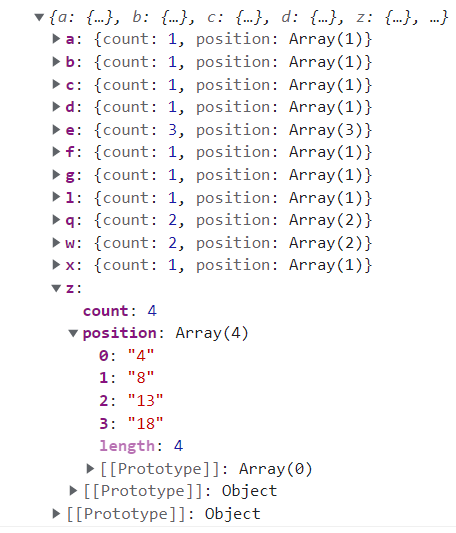 {a: {…}, b: {…}, c: {…}, d: {…}, z: {…}, …}
a: {count: 1, position: Array(1)}
b: {count: 1, position: Array(1)}
c: {count: 1, position: Array(1)}
d: {count: 1, position: Array(1)}
e: {count: 3, position: Array(3)}
f: {count: 1, position: Array(1)}
g: {count: 1, position: Array(1)}
l: {count: 1, position: Array(1)}
q: {count: 2, position: Array(2)}
w: {count: 2, position: Array(2)}
x: {count: 1, position: Array(1)}
z:
count: 4
position: Array(4)
0: "4"
1: "8"
2: "13"
3: "18"
length: 4
[[Prototype]]: Array(0)
[[Prototype]]: Object
[[Prototype]]: Object